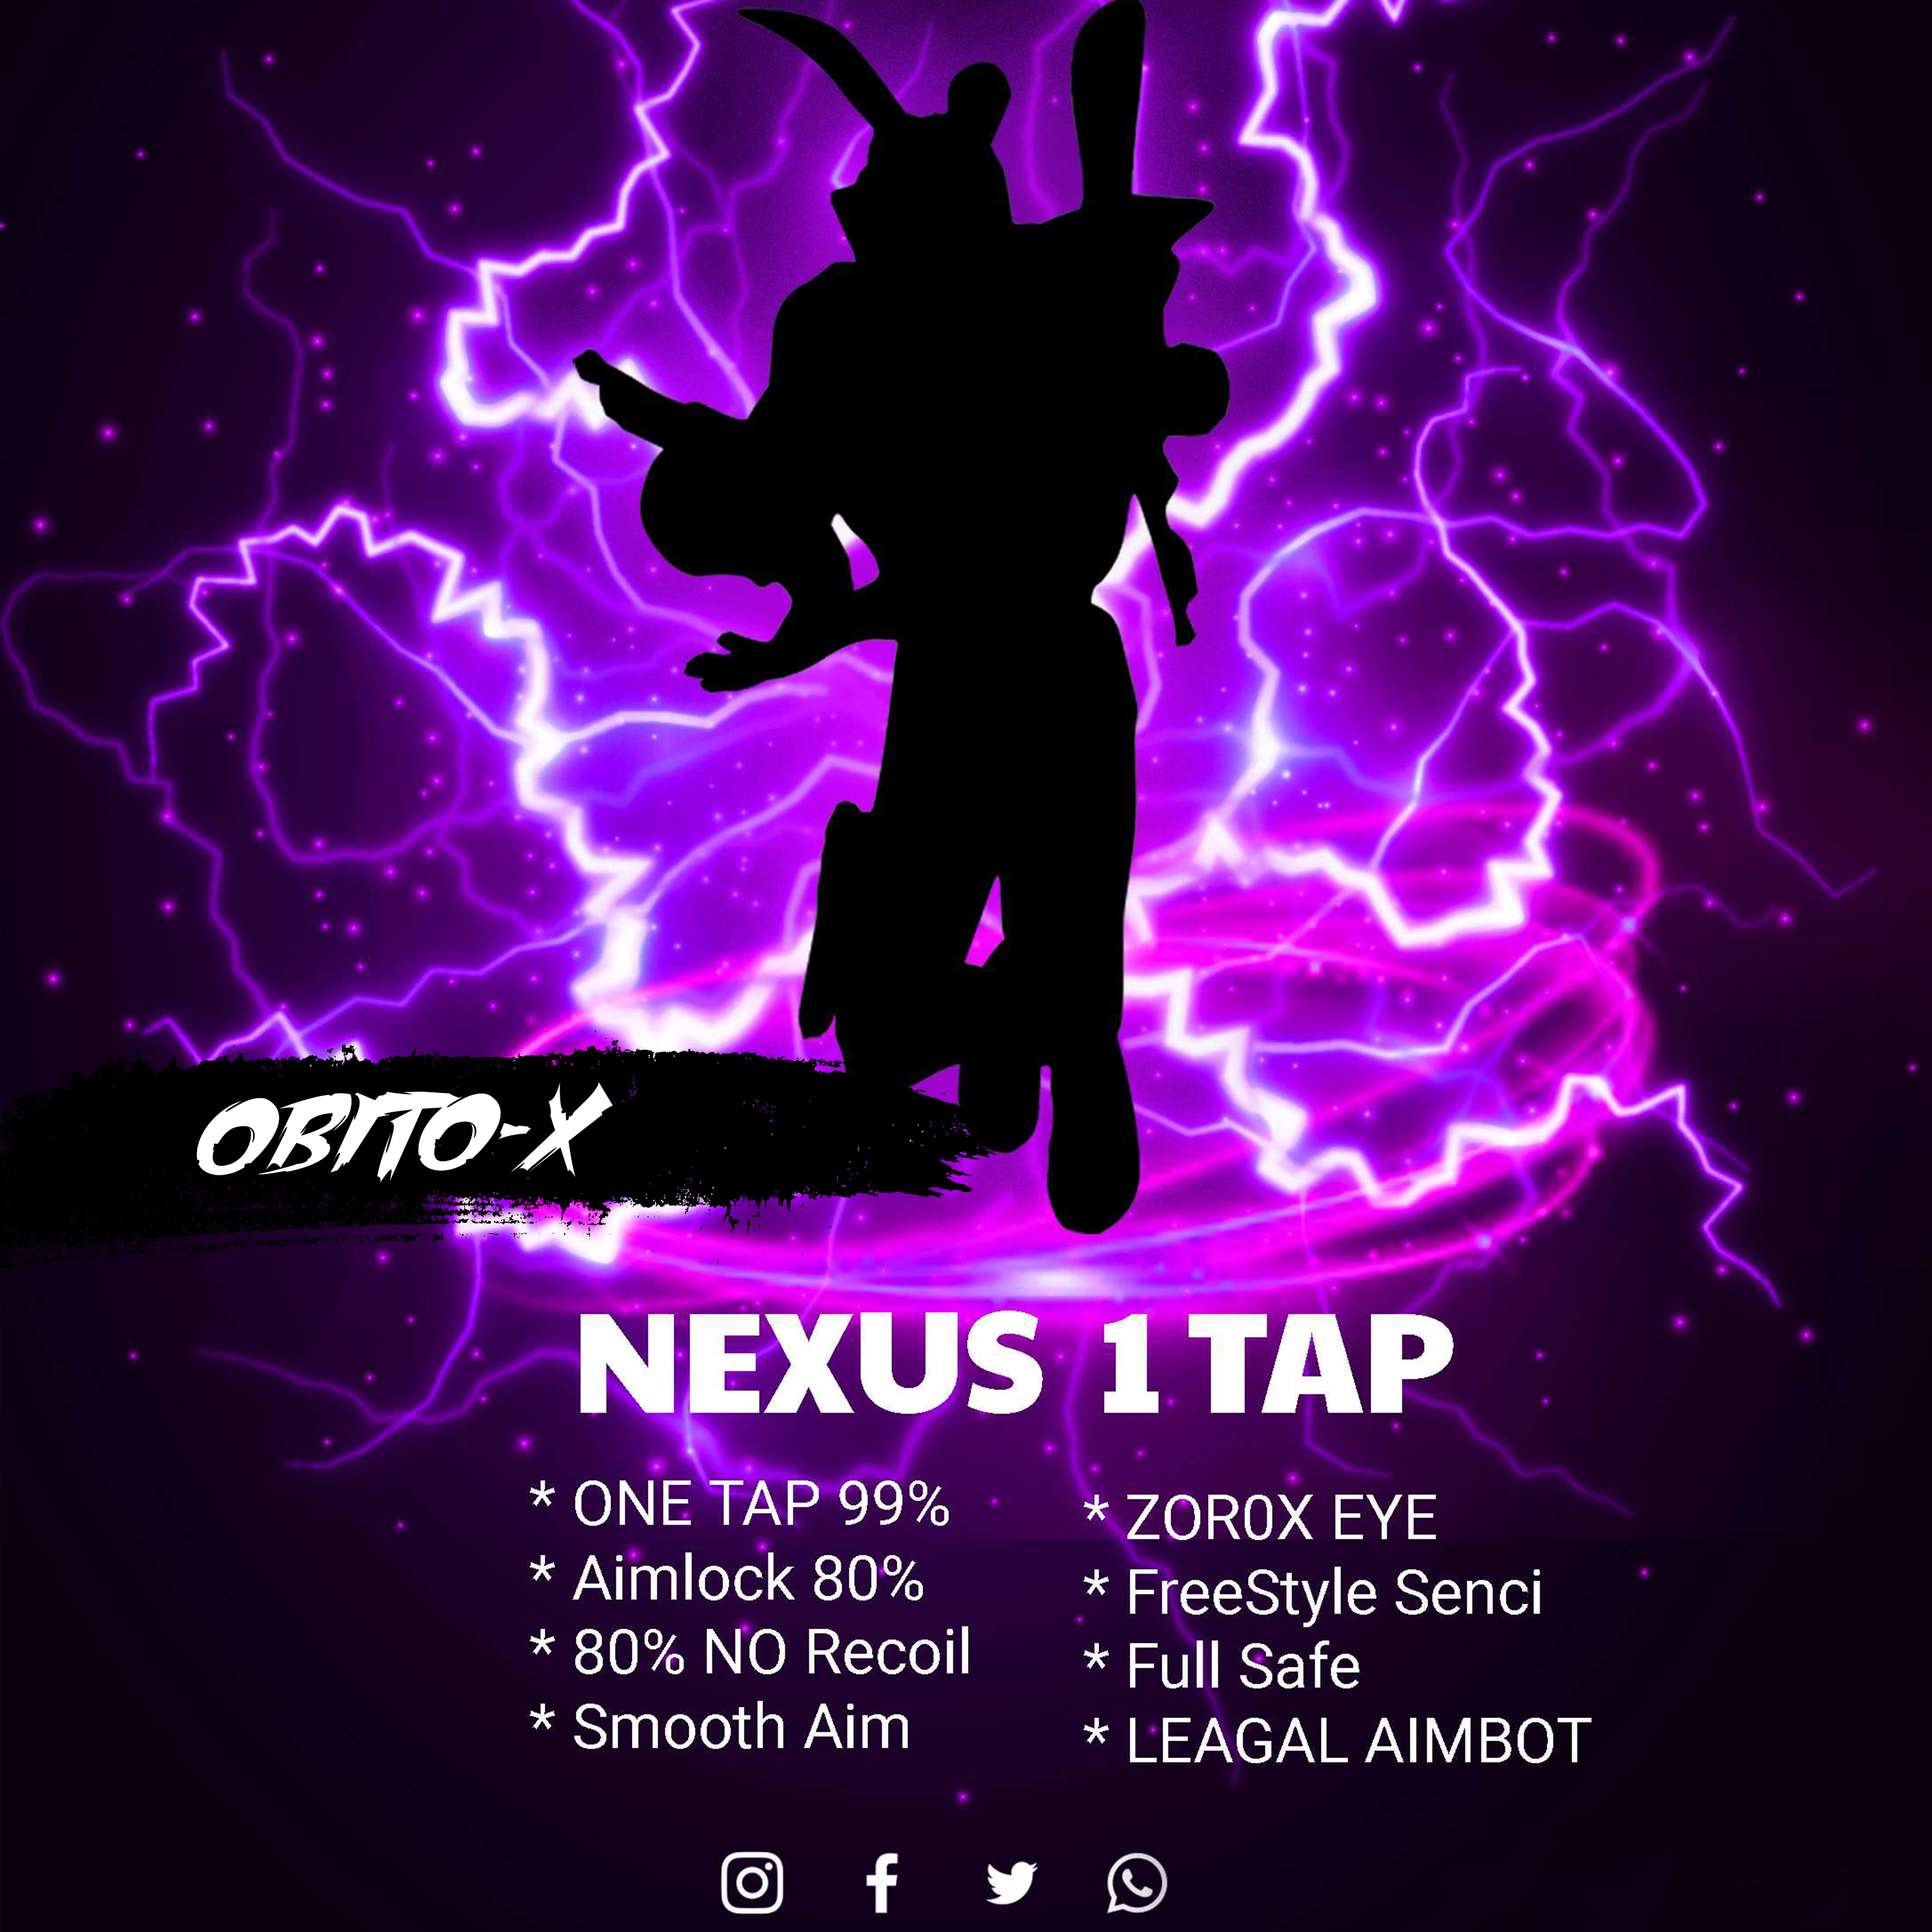 OBITO-X
NEXUS 1 TAP
* ONE TAP 99%
* Aimlock 80%
* 80% NO Recoil
* Smooth Aim
* ZOR0X EYE
* FreeStyle Senci
* Full Safe
* LEAGAL AIMBOT